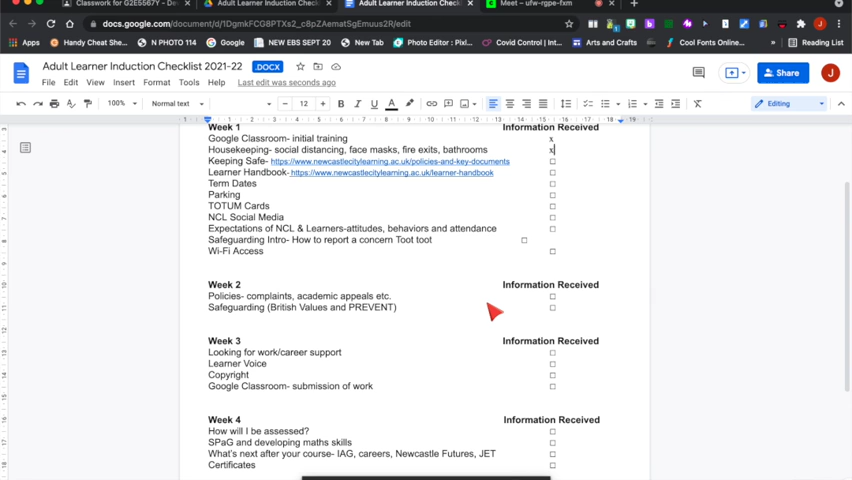 Classwork for G2E5567Y - De
Adult Learner Induction Checkli
Adult Learner Induction Checkli
Meet – ufw-rgpe-fxm
docs.google.com/document/d/1DgmkFCG8PTXs2_c8pZAematSgEmuus2R/edit
Apps
Handy Cheat She...
N PHOTO 114
Google
NEW EBS SEPT 20
New Tab
Photo Editor : Pixl...
Covid Control | Int...
Arts and Crafts
Cool Fonts Online...
Reading List
Adult Learner Induction Checklist 2021-22 .DOCX
Share
J
File Edit View Insert Format Tools Help Last edit was seconds ago
100% Normal text 12 B I U A Editing
Week 1 Information Received
Google Classroom- initial training x
Housekeeping- social distancing, face masks, fire exits, bathrooms x
Keeping Safe- https://www.newcastlecitylearning.ac.uk/policies-and-key-documents □
Learner Handbook- https://www.newcastlecitylearning.ac.uk/learner-handbook □
Term Dates □
Parking □
TOTUM Cards □
NCL Social Media □
Expectations of NCL & Learners-attitudes, behaviors and attendance □
Safeguarding Intro- How to report a concern Toot toot □
Wi-Fi Access □
Week 2 Information Received
Policies- complaints, academic appeals etc. □
Safeguarding (British Values and PREVENT) □
Week 3 Information Received
Looking for work/career support □
Learner Voice □
Copyright □
Google Classroom- submission of work □
Week 4 Information Received
How will I be assessed? □
SPaG and developing maths skills □
What's next after your course- IAG, careers, Newcastle Futures, JET □
Certificates □